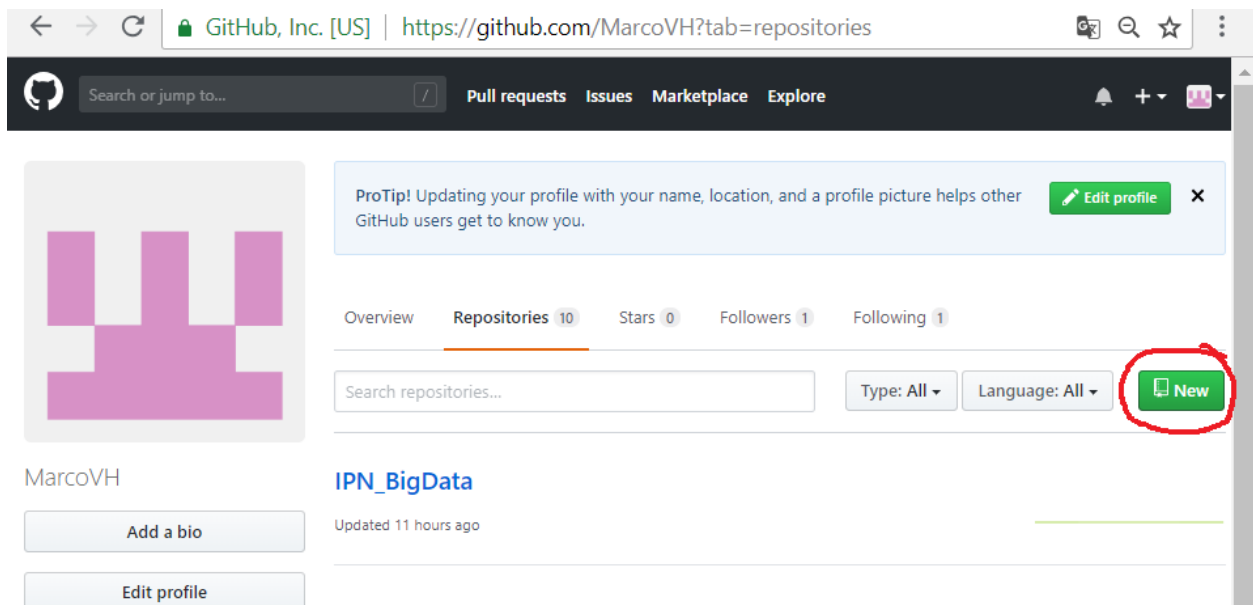 GitHub, Inc. [US] | https://github.com/MarcoVH?tab=repositories
Search or jump to... / Pull requests Issues Marketplace Explore
ProTip! Updating your profile with your name, location, and a profile picture helps other
GitHub users get to know you.
Edit profile
Overview Repositories 10 Stars 0 Followers 1 Following 1
Search repositories... Type: All Language: All New
MarcoVH
Add a bio
Edit profile
IPN_BigData
Updated 11 hours ago